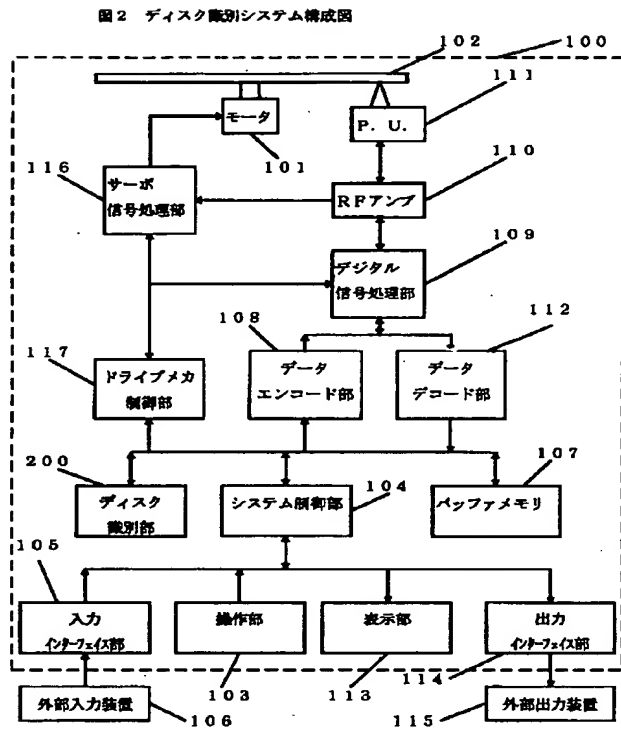 図2 ディスク識別システム構成図
102
100
111
モータ
P. U.
101
110
116
サーボ
信号処理部
RFアンプ
109
デジタル
信号処理部
108
112
117
ドライブメカ
制御部
データ
エンコード部
データ
デコード部
200
104
107
ディスク
識別部
システム制御部
バッファメモリ
105
入力
インターフェイス部
操作部
表示部
出力
インターフェイス部
103
113
114
外部入力装置
106
115
外部出力装置